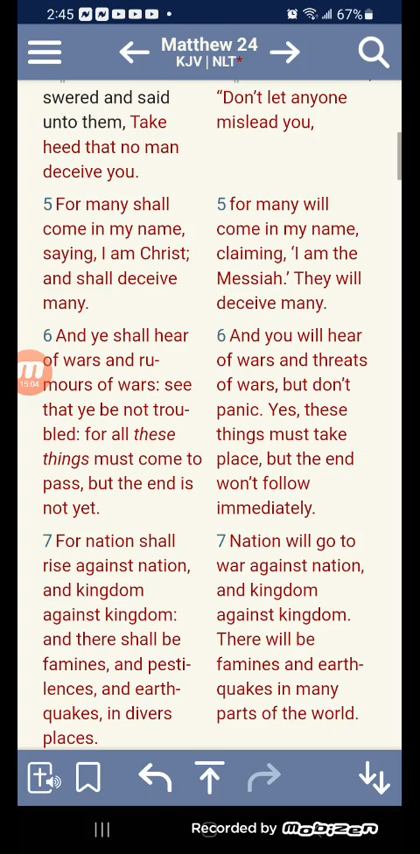 2:45
67%
Matthew 24
KJV | NLT*
swered and said
unto them, Take
heed that no man
deceive you.
5 For many shall
come in my name,
saying, I am Christ;
and shall deceive
many.
6 And ye shall hear
of wars and ru-
mours of wars: see
that ye be not trou-
bled: for all these
things must come to
pass, but the end is
not yet.
7 For nation shall
rise against nation,
and kingdom
against kingdom:
and there shall be
famines, and pesti-
lences, and earth-
quakes, in divers
places.
“Don’t let anyone
mislead you,
5 for many will
come in my name,
claiming, ‘I am the
Messiah.’ They will
deceive many.
6 And you will hear
of wars and threats
of wars, but don’t
panic. Yes, these
things must take
place, but the end
won’t follow
immediately.
7 Nation will go to
war against nation,
and kingdom
against kingdom.
There will be
famines and earth-
quakes in many
parts of the world.
15:04
Recorded by Mobizen